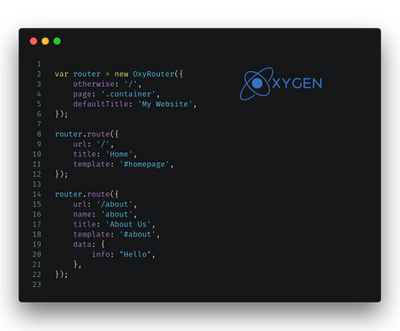 1
2 var router = new OxyRouter({
3 otherwise: '/',
4 page: '.container',
5 defaultTitle: 'My Website',
6 });
7
8 router.route({
9 url: '/',
10 title: 'Home',
11 template: '#homepage',
12 });
13
14 router.route({
15 url: '/about',
16 name: 'about',
17 title: 'About Us',
18 template: '#about',
19 data: {
20 info: "Hello",
21 },
22 });
23
OXYGEN